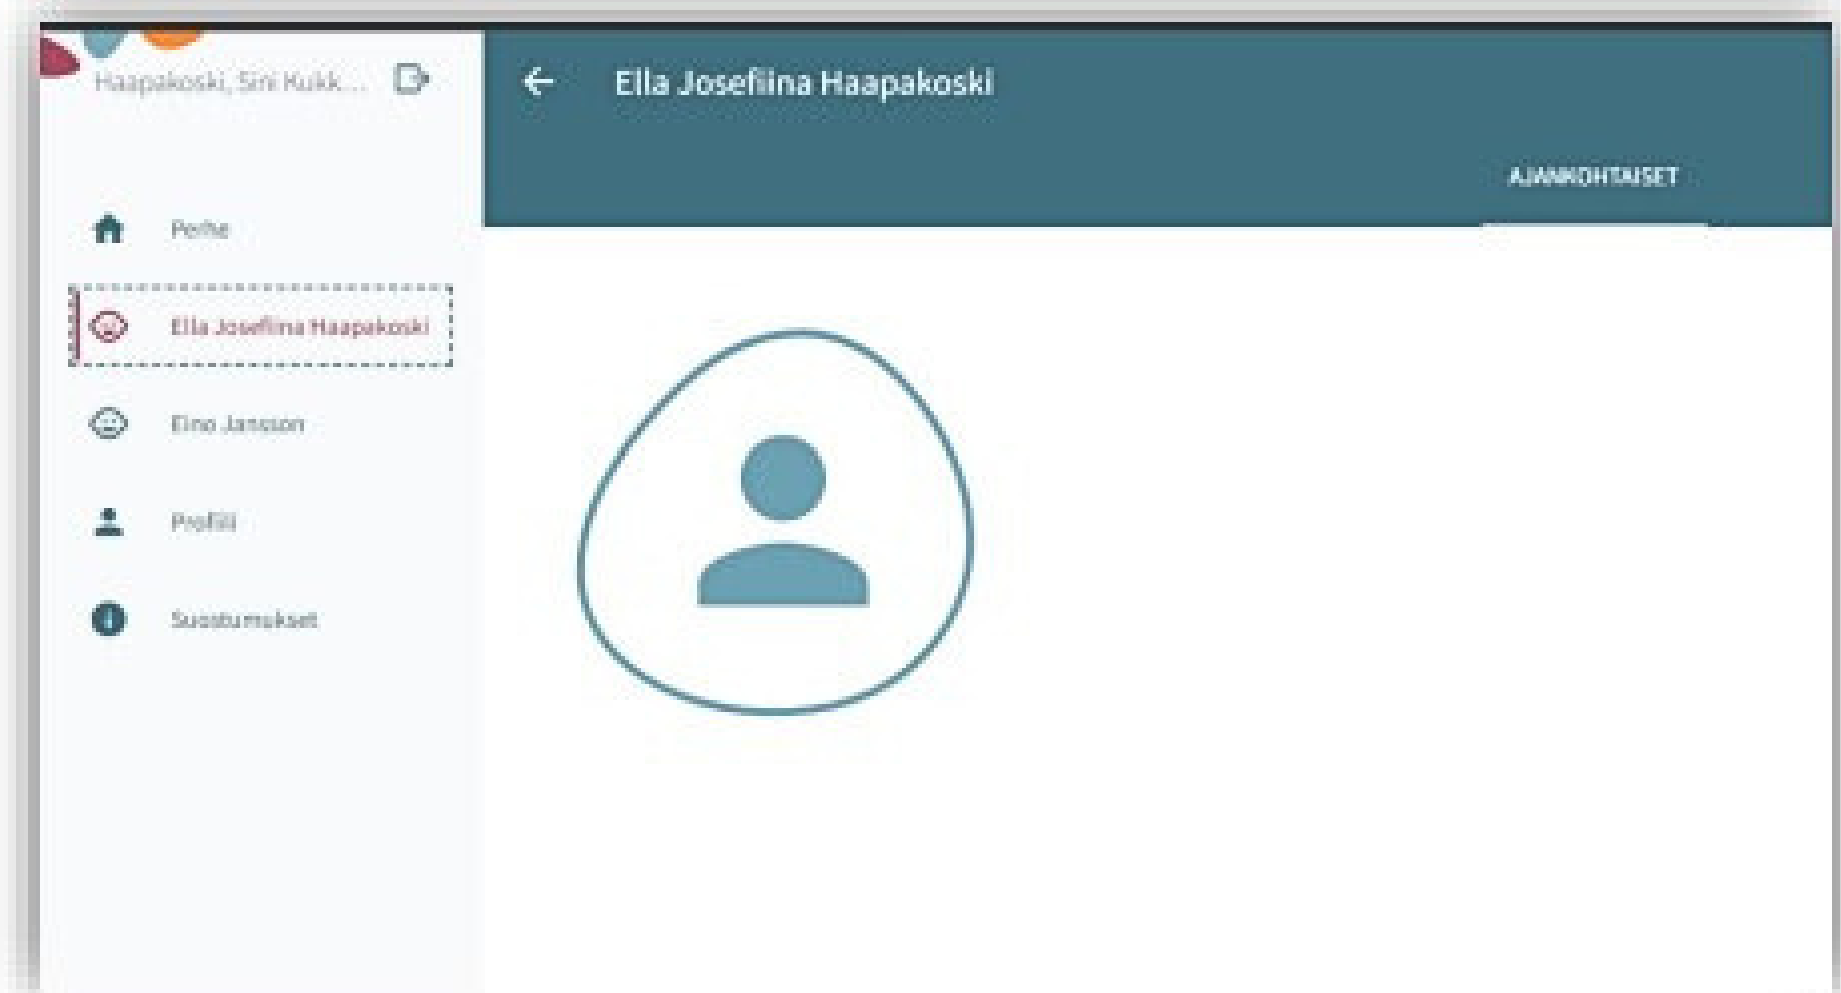 Haapakoski, Sini Kukk...
Perhe
Ella Josefiina Haapakoski
Eino Jansson
Profiili
Suostumukset
Ella Josefiina Haapakoski
AJANKOHTAISET